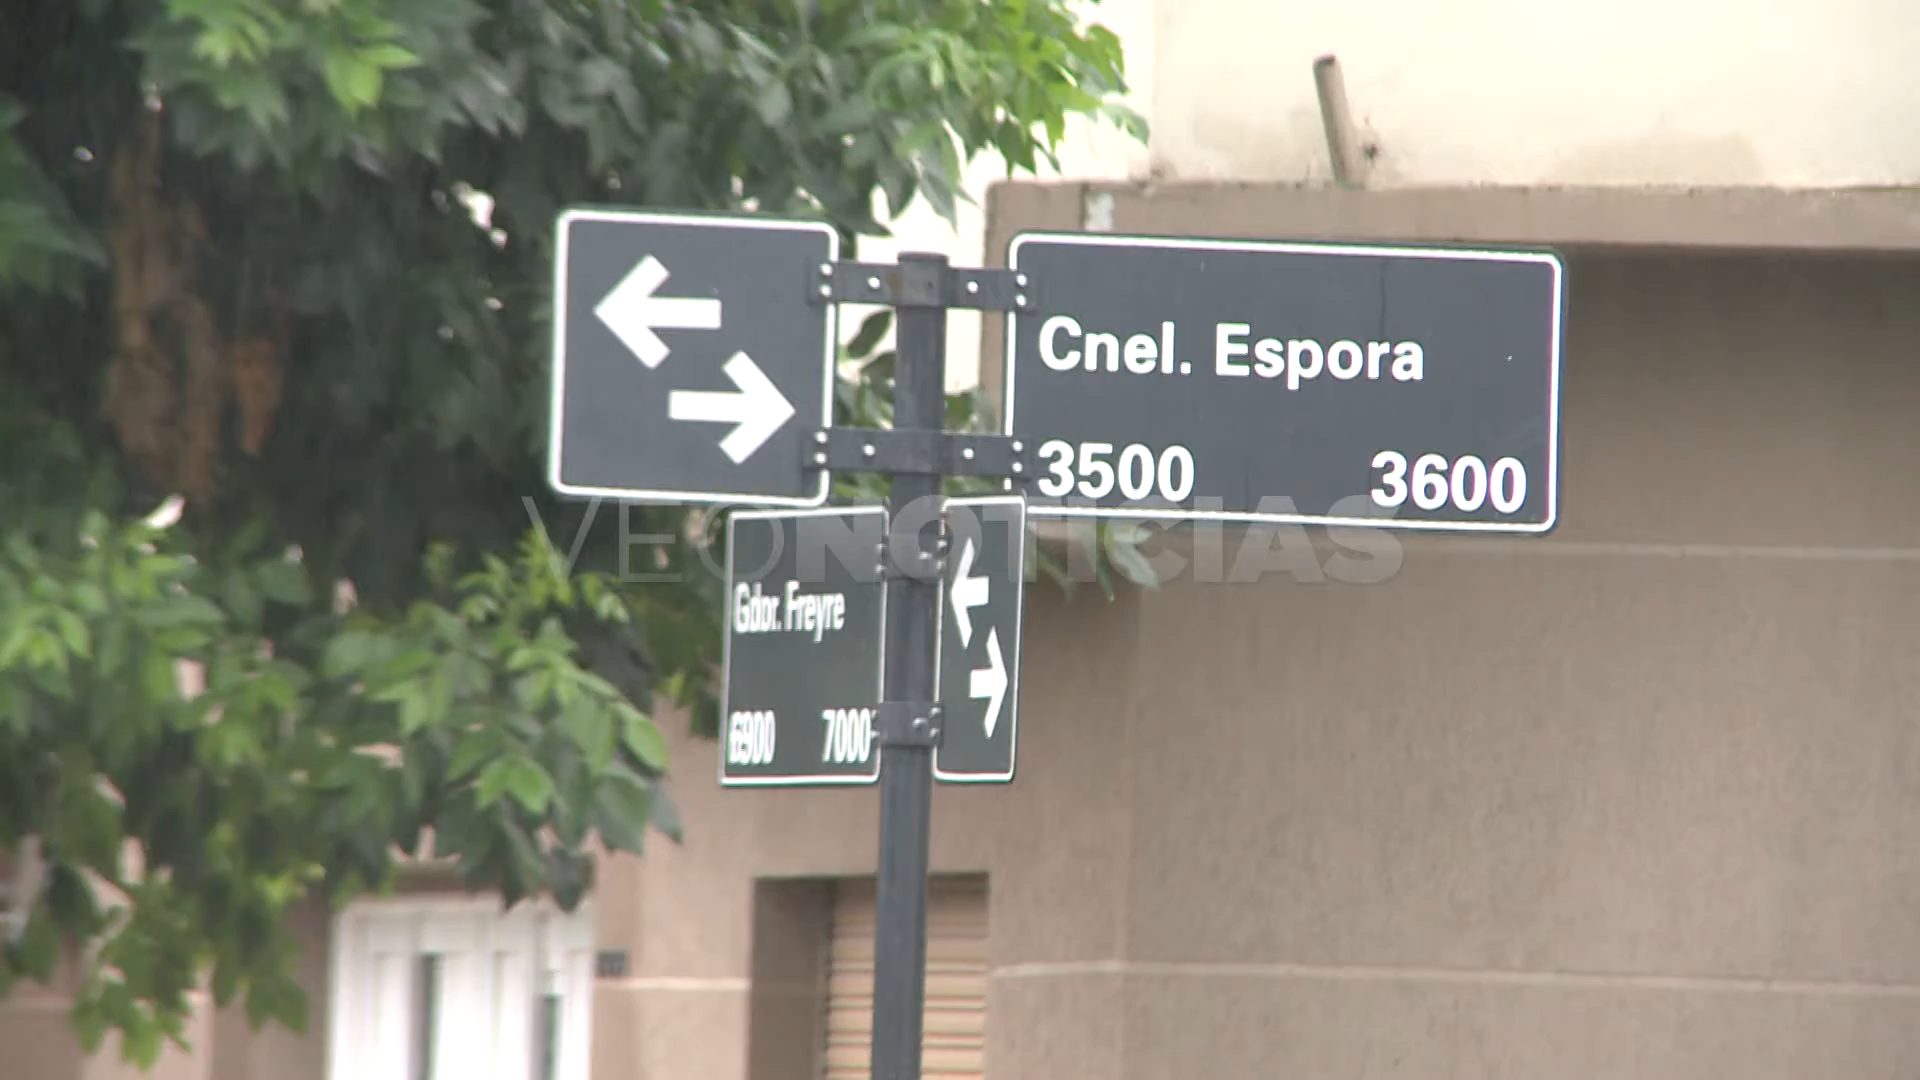 Cnel. Espora
3500 3600
VEONOTICIAS
Gdor. Freyre
6900 7000